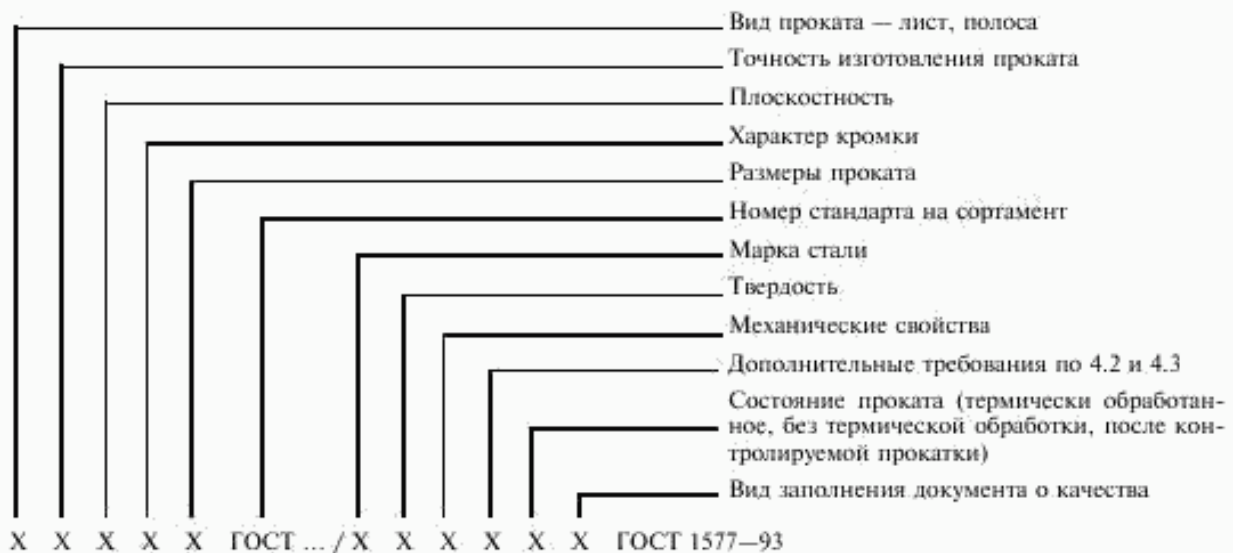 Вид проката — лист, полоса
Точность изготовления проката
Плоскостность
Характер кромки
Размеры проката
Номер стандарта на сортамент
Марка стали
Твердость
Механические свойства
Дополнительные требования по 4.2 и 4.3
Состояние проката (термически обработан-
ное, без термической обработки, после кон-
тролируемой прокатки)
Вид заполнения документа о качества
Х Х Х Х Х ГОСТ ... / Х Х Х Х Х Х ГОСТ 1577—93